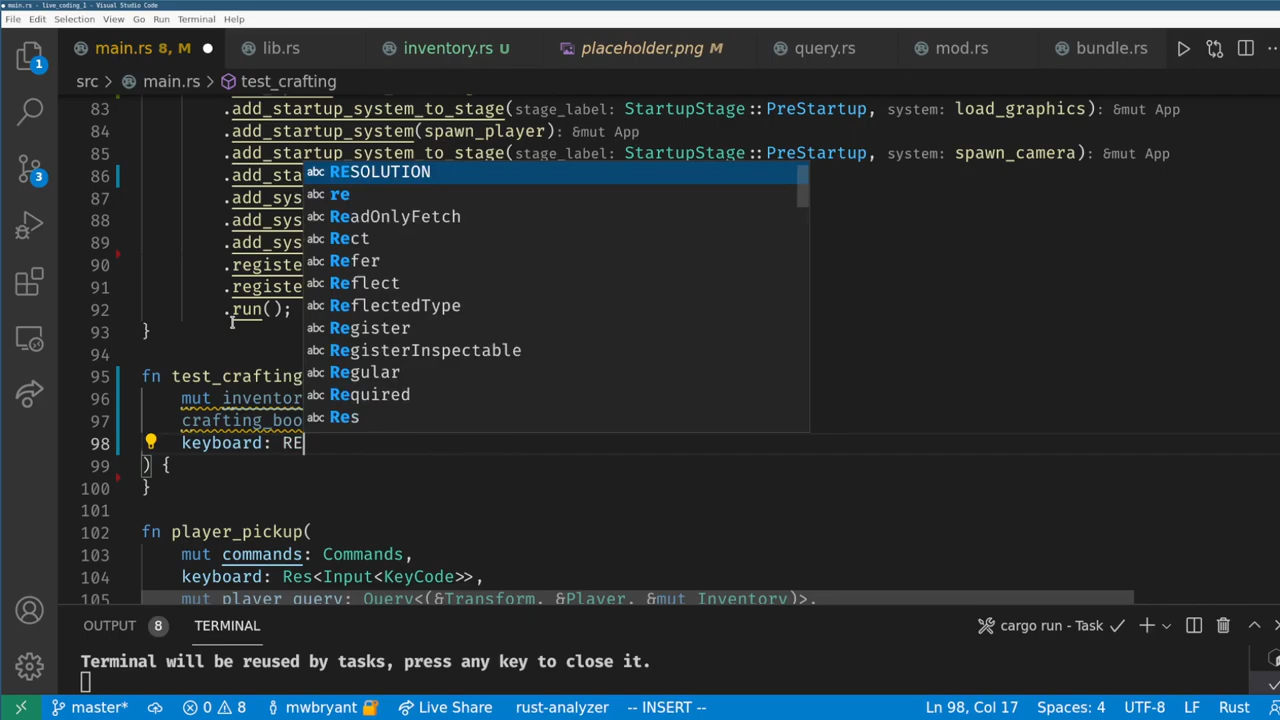 main.rs - live_coding_1 - Visual Studio Code
File Edit Selection View Go Run Terminal Help
main.rs 8, M lib.rs inventory.rs U placeholder.png M query.rs mod.rs bundle.rs
src > main.rs > test_crafting
83 .add_startup_system_to_stage(stage_label: StartupStage::PreStartup, system: load_graphics) : &mut App
84 .add_startup_system(spawn_player) : &mut App
85 .add_startup_system_to_stage(stage_label: StartupStage::PreStartup, system: spawn_camera) : &mut App
86 .add_sta
87 .add_sys
88 .add_sys
89 .add_sys
90 .registe
91 .registe
92 .run();
93 }
94
95 fn test_crafting
96 mut inventor
97 crafting_boo
98 keyboard: RE
99 ) {
100 }
101
102 fn player_pickup(
103 mut commands: Commands,
104 keyboard: Res<Input<KeyCode>>,
105 mut player_query: Query<(&Transform, &Player, &mut Inventory)>,
abc RESOLUTION
abc re
abc ReadOnlyFetch
abc Rect
abc Refer
abc Reflect
abc ReflectedType
abc Register
abc RegisterInspectable
abc Regular
abc Required
abc Res
1
3
OUTPUT 8 TERMINAL cargo run - Task
Terminal will be reused by tasks, press any key to close it.
master* 0 8 mwbryant Live Share rust-analyzer -- INSERT -- Ln 98, Col 17 Spaces: 4 UTF-8 LF Rust